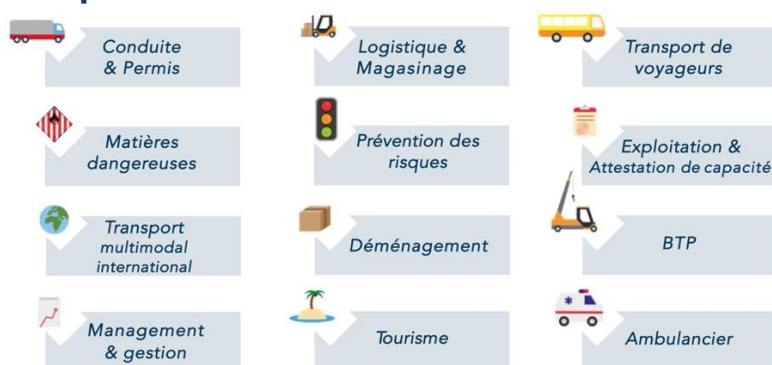 Conduite
& Permis
Logistique &
Magasinage
Transport de
voyageurs
Matières
dangereuses
Prévention des
risques
Exploitation &
Attestation de capacité
Transport
multimodal
international
Déménagement
BTP
Management
& gestion
Tourisme
Ambulancier